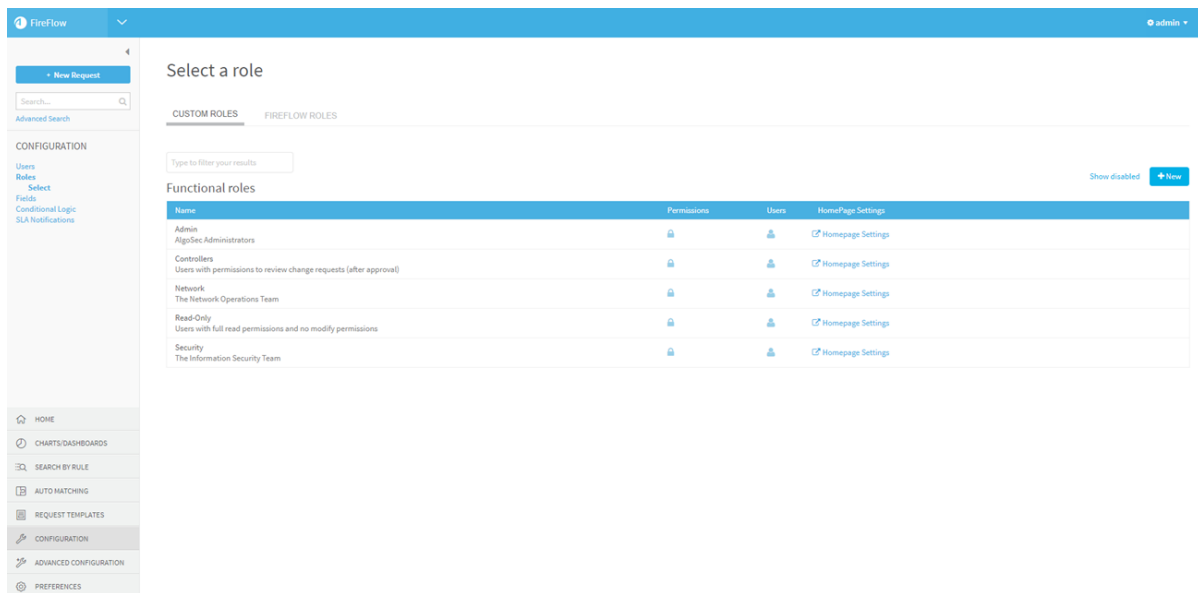 FireFlow
admin
+ New Request
Search...
Advanced Search
CONFIGURATION
Users
Roles
Select
Fields
Conditional Logic
SLA Notifications
HOME
CHARTS/DASHBOARDS
SEARCH BY RULE
AUTO MATCHING
REQUEST TEMPLATES
CONFIGURATION
ADVANCED CONFIGURATION
PREFERENCES
Select a role
CUSTOM ROLES FIREFLOW ROLES
Type to filter your results
Show disabled +New
Functional roles
Name Permissions Users HomePage Settings
Admin
AlgoSec Administrators
Homepage Settings
Controllers
Users with permissions to review change requests (after approval)
Homepage Settings
Network
The Network Operations Team
Homepage Settings
Read-Only
Users with full read permissions and no modify permissions
Homepage Settings
Security
The Information Security Team
Homepage Settings